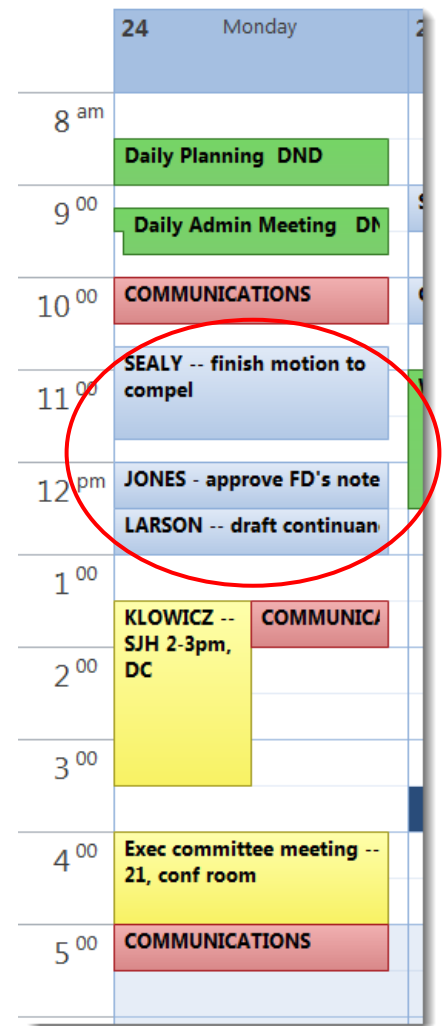 24 Monday 2
8 am
Daily Planning DND
9 00
Daily Admin Meeting DN
10 00 COMMUNICATIONS
SEALY -- finish motion to
11 00 compel
12 pm JONES - approve FD's note
LARSON -- draft continuan
1 00
KLOWICZ -- COMMUNICA
SJH 2-3pm,
2 00 DC
3 00
4 00 Exec committee meeting --
21, conf room
5 00 COMMUNICATIONS